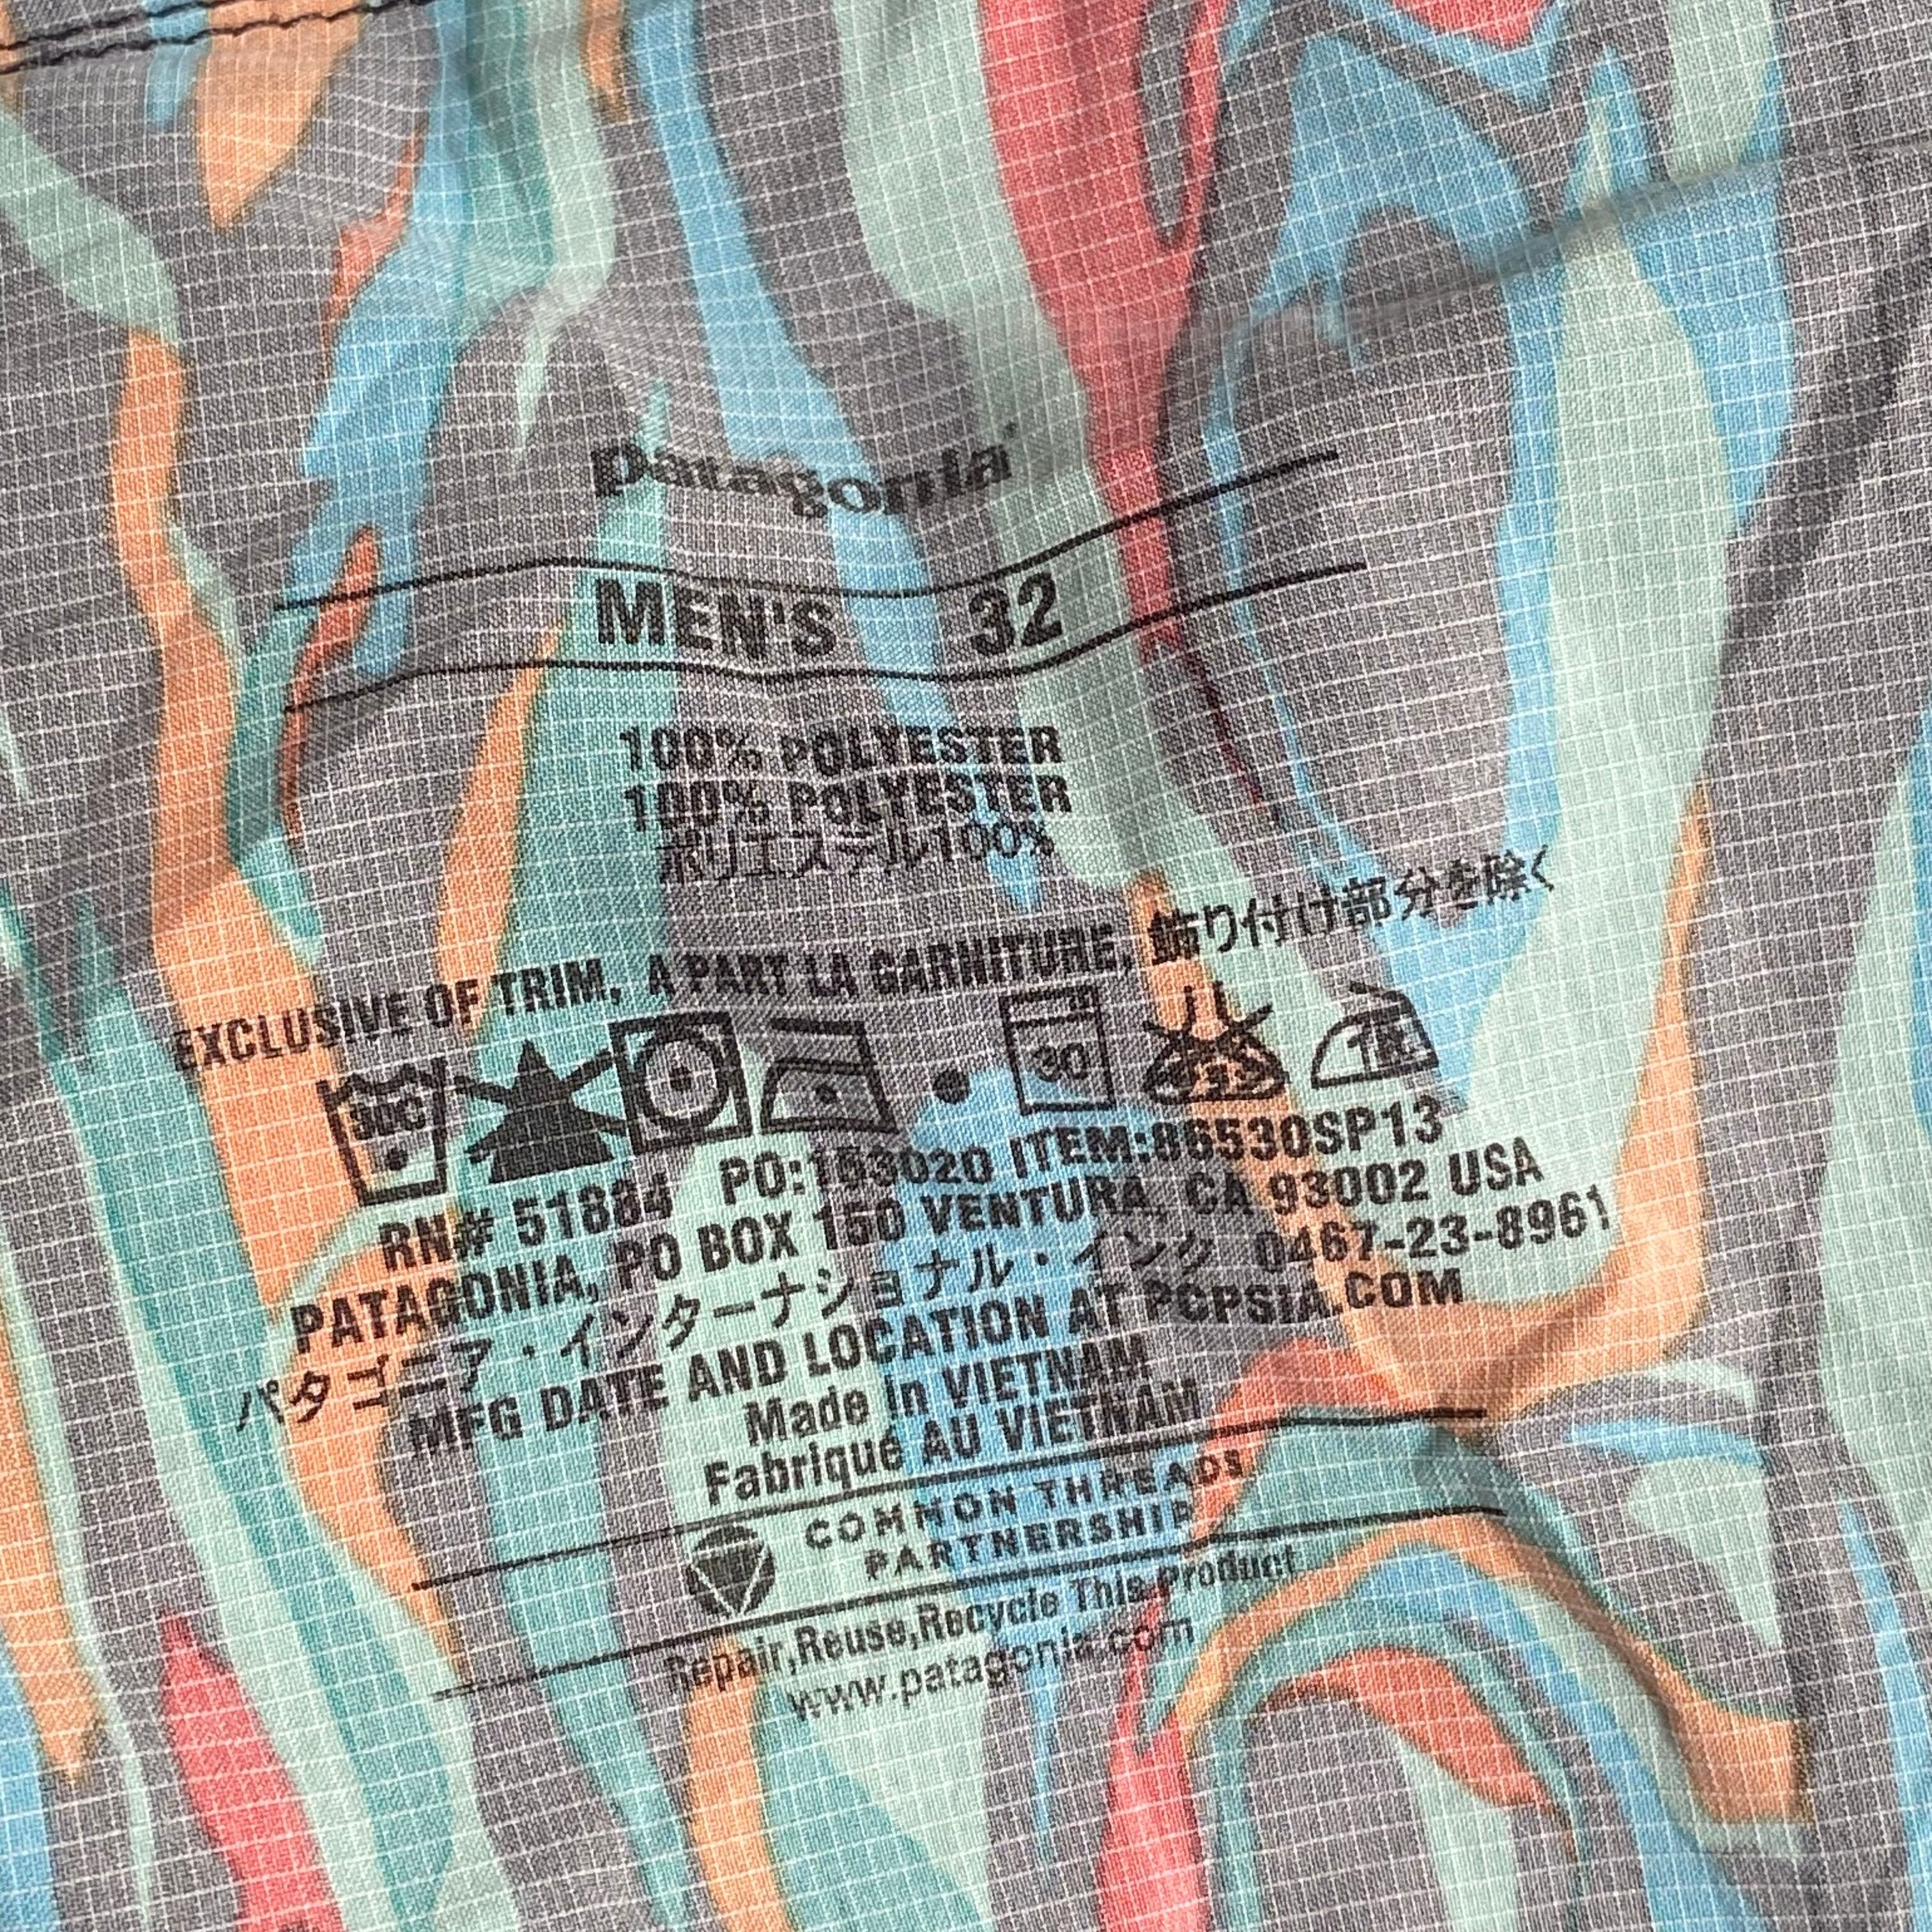 patagonia®
MEN'S 32
100% POLYESTER
100% POLYESTER
ポリエステル100%
EXCLUSIVE OF TRIM, A PART LA GARNITURE, 飾り付け部分を除く
30C 30 低
RN# 51884 PO:153020 ITEM:86530SP13
PATAGONIA, PO BOX 150 VENTURA, CA 93002 USA
パタゴニア・インターナショナル・インク 0467-23-8961
MFG DATE AND LOCATION AT PCPSIA.COM
Made in VIETNAM
Fabriqué AU VIETNAM
COMMON THREADS
PARTNERSHIP
Repair,Reuse,Recycle This Product
www.patagonia.com